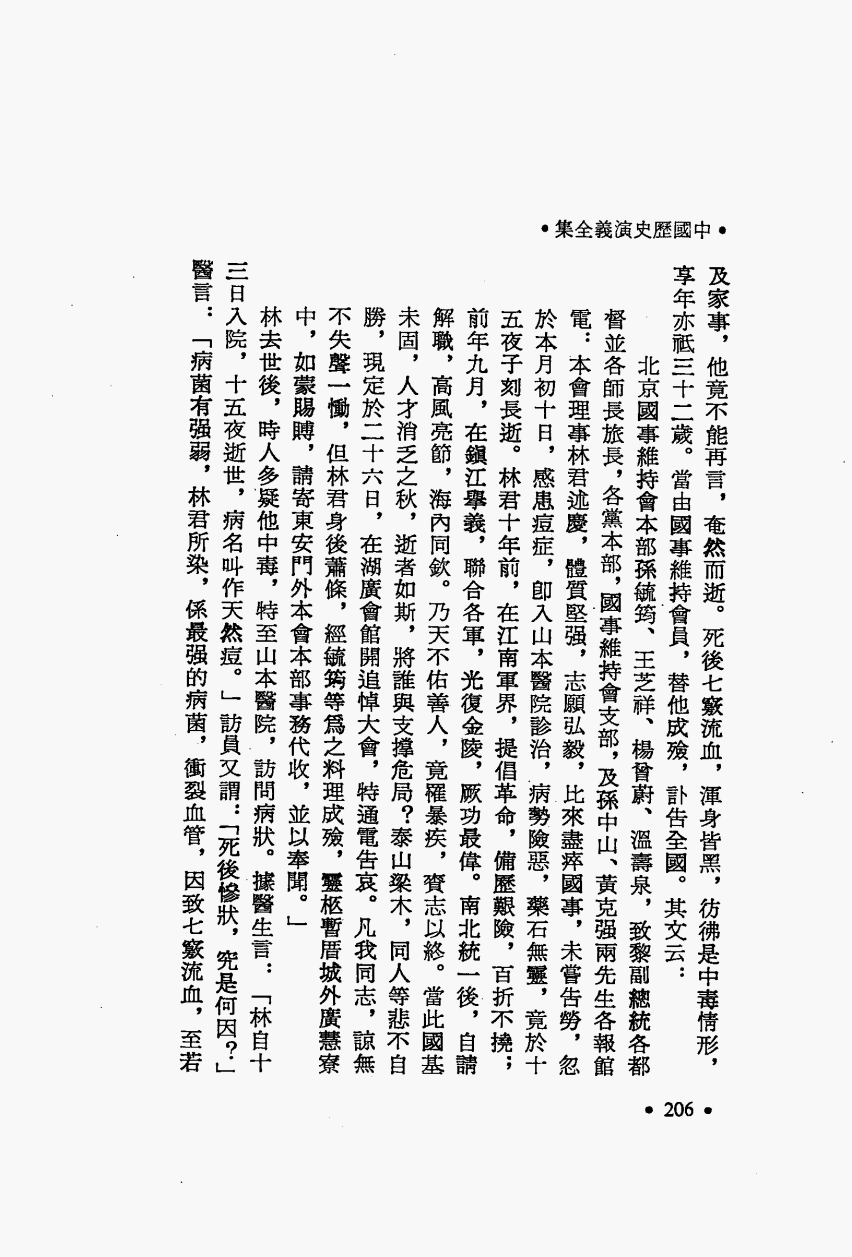 •中國歷史演義全集•
及家事，他竟不能再言，奄然而逝。死後七竅流血，渾身皆黑，彷彿是中毒情形，
享年亦祇三十二歲。當由國事維持會員，替他成殮，訃告全國。其文云：
北京國事維持會本部孫毓筠、王芝祥、楊曾蔚、溫壽泉，致黎副總統各都
督並各師長旅長，各黨本部，國事維持會支部，及孫中山、黃克强兩先生各報館
電：本會理事林君述慶，體質堅强，志願弘毅，比來盡瘁國事，未嘗告勞，忽
於本月初十日，感患痘症，卽入山本醫院診治，病勢險惡，藥石無靈，竟於十
五夜子刻長逝。林君十年前，在江南軍界，提倡革命，備歷艱險，百折不撓；
前年九月，在鎭江擧義，聯合各軍，光復金陵，厥功最偉。南北統一後，自請
解職，高風亮節，海內同欽。乃天不佑善人，竟罹暴疾，齎志以終。當此國基
未固，人才消乏之秋，逝者如斯，將誰與支撑危局？泰山梁木，同人等悲不自
勝，現定於二十六日，在湖廣會館開追悼大會，特通電告哀。凡我同志，諒無
不失聲一慟，但林君身後蕭條，經毓筠等爲之料理成殮，靈柩暫厝城外廣慧寮
中，如蒙賜賻，請寄東安門外本會本部事務代收，並以奉聞。」
林去世後，時人多疑他中毒，特至山本醫院，訪問病狀。據醫生言：「林自十
三日入院，十五夜逝世，病名叫作天然痘。」訪員又謂：「死後慘狀，究是何因？」
醫言：「病菌有强弱，林君所染，係最强的病菌，衝裂血管，因致七竅流血，至若
•206•